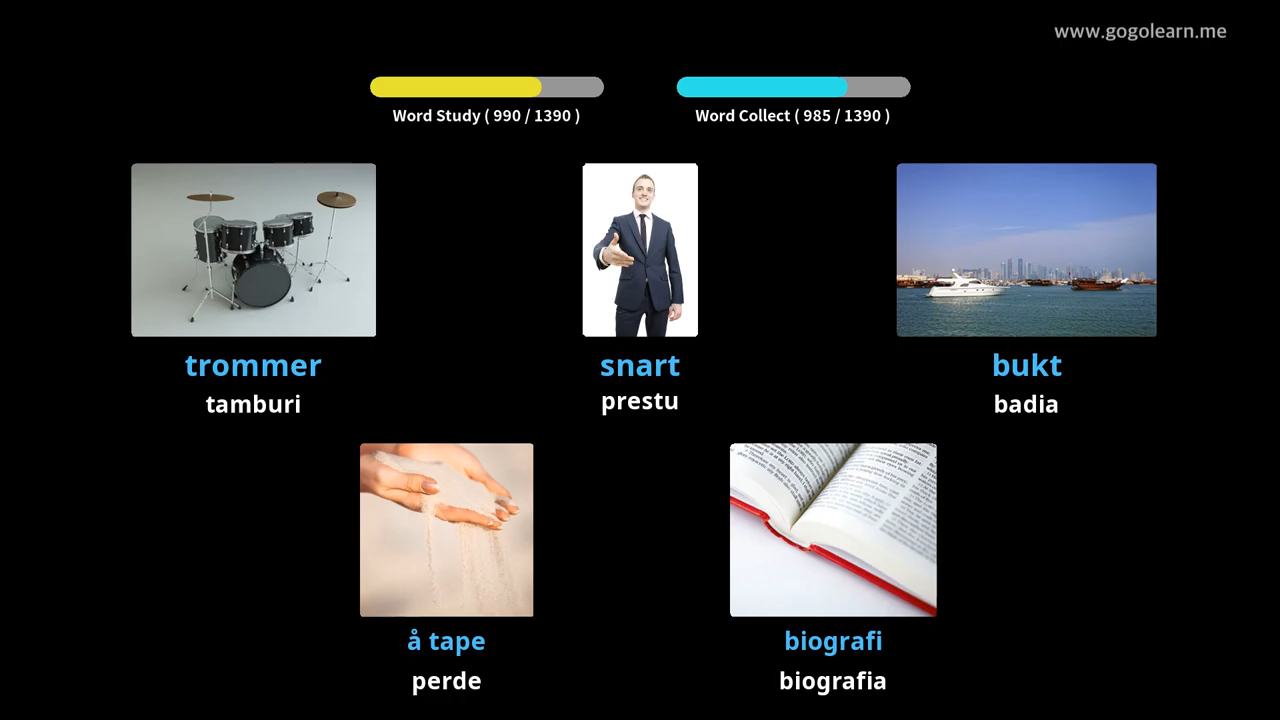 www.gogolearn.me
Word Study ( 990 / 1390 )
Word Collect ( 985 / 1390 )
trommer
tamburi
snart
prestu
bukt
badia
å tape
perde
biografi
biografia